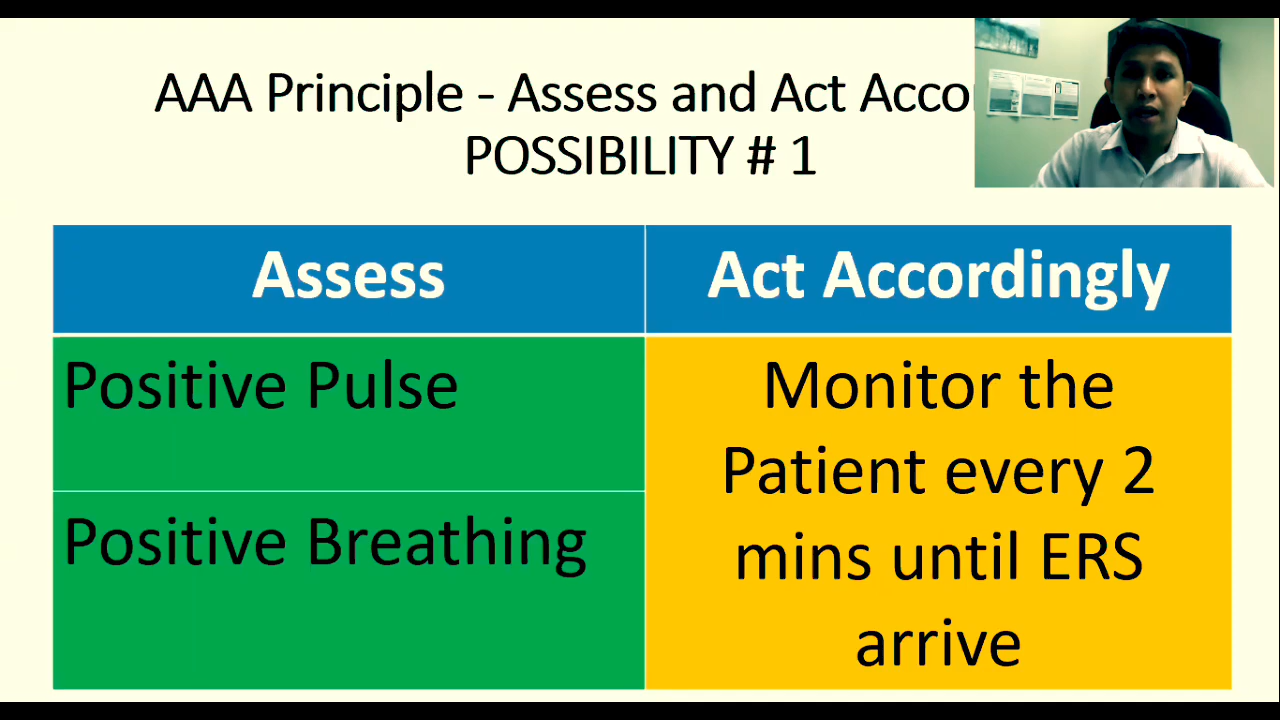 AAA Principle - Assess and Act Acco
POSSIBILITY # 1
Assess
Act Accordingly
Positive Pulse
Positive Breathing
Monitor the
Patient every 2
mins until ERS
arrive